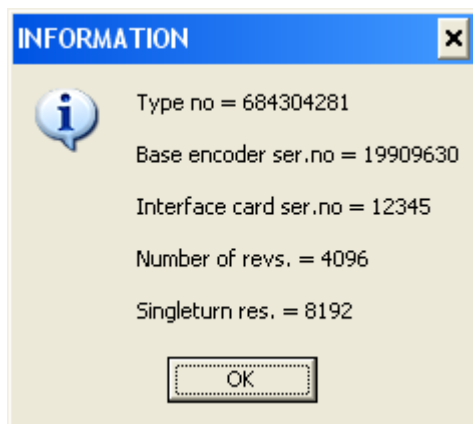 INFORMATION
Type no = 684304281
Base encoder ser.no = 19909630
Interface card ser.no = 12345
Number of revs. = 4096
Singleturn res. = 8192
OK